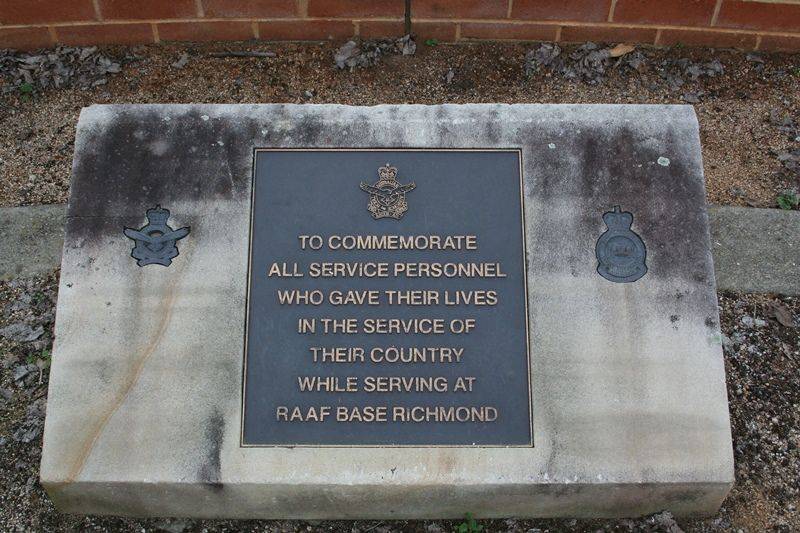 TO COMMEMORATE
ALL SERVICE PERSONNEL
WHO GAVE THEIR LIVES
IN THE SERVICE OF
THEIR COUNTRY
WHILE SERVING AT
RAAF BASE RICHMOND